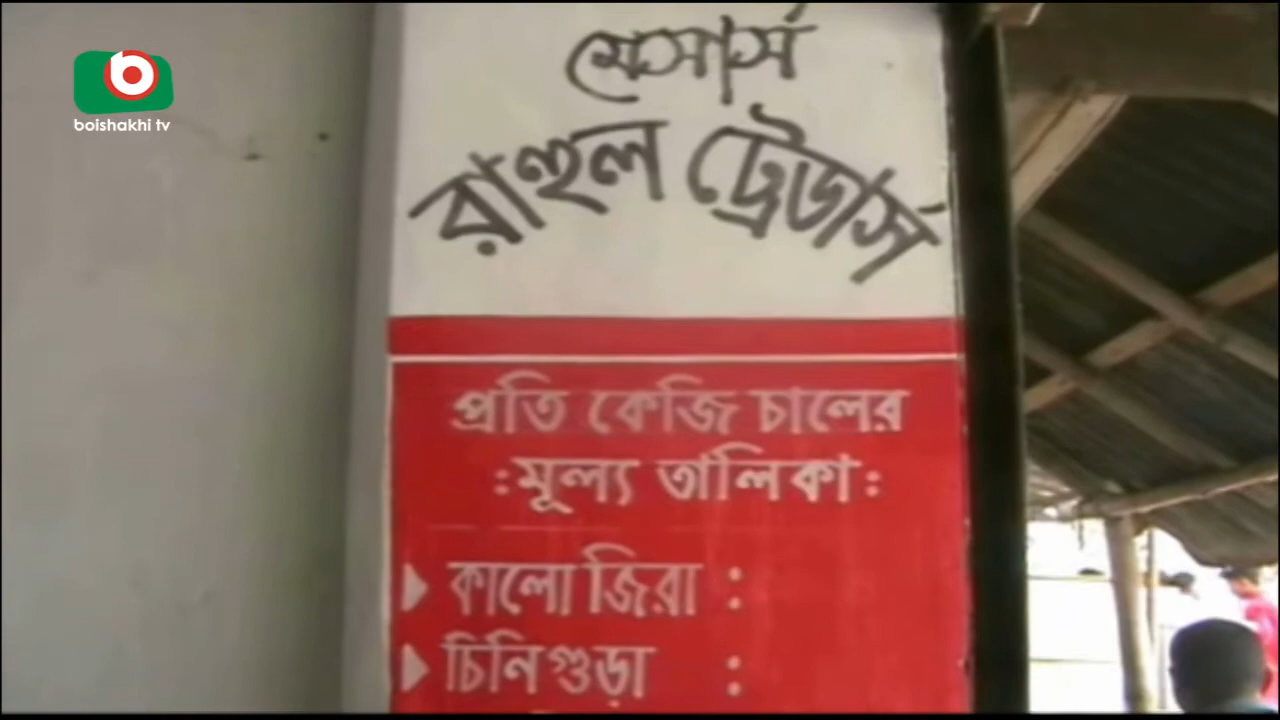 boishakhi tv
মেসার্স
রাহুল ট্রেডার্স
প্রতি কেজি চালের
:মূল্য তালিকা:
কালো জিরা :
চিনিগুড়া :